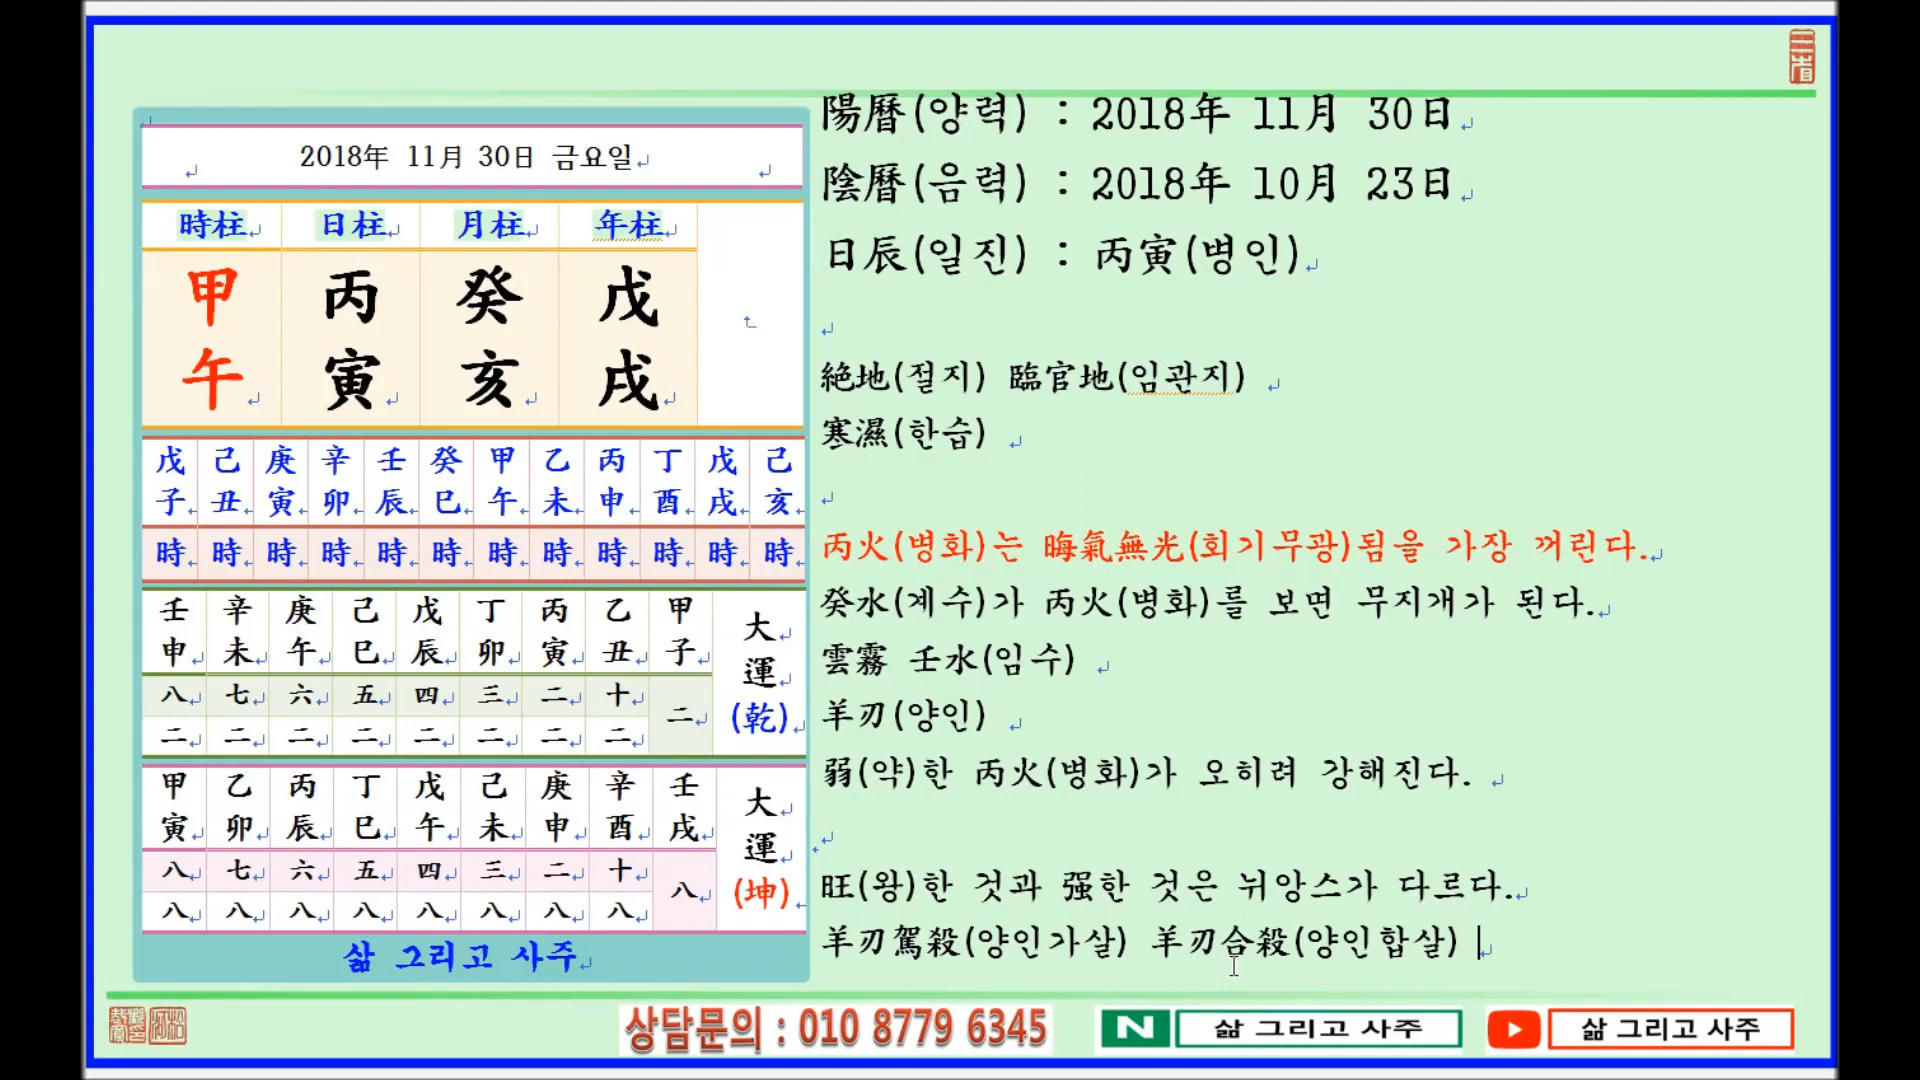 2018年 11月 30日 금요일
時柱 日柱 月柱 年柱
甲 丙 癸 戊
午 寅 亥 戌
戊 己 庚 辛 壬 癸 甲 乙 丙 丁 戊 己
子 丑 寅 卯 辰 巳 午 未 申 酉 戌 亥
時 時 時 時 時 時 時 時 時 時 時 時
壬 辛 庚 己 戊 丁 丙 乙 甲
申 未 午 巳 辰 卯 寅 丑 子
八 七 六 五 四 三 二 十 二
二 二 二 二 二 二 二 二
大
運
(乾)
甲 乙 丙 丁 戊 己 庚 辛 壬
寅 卯 辰 巳 午 未 申 酉 戌
八 七 六 五 四 三 二 十 八
八 八 八 八 八 八 八 八
大
運
(坤)
삶 그리고 사주
陽曆(양력) : 2018年 11月 30日
陰曆(음력) : 2018年 10月 23日
日辰(일진) : 丙寅(병인)
絶地(절지) 臨官地(임관지)
寒濕(한습)
丙火(병화)는 晦氣無光(회기무광)됨을 가장 꺼린다.
癸水(계수)가 丙火(병화)를 보면 무지개가 된다.
雲霧 壬水(임수)
羊刃(양인)
弱(약)한 丙火(병화)가 오히려 강해진다.
旺(왕)한 것과 强한 것은 뉘앙스가 다르다.
羊刃駕殺(양인가살) 羊刃合殺(양인합살)
상담문의 : 010 8779 6345
N 삶 그리고 사주
삶 그리고 사주